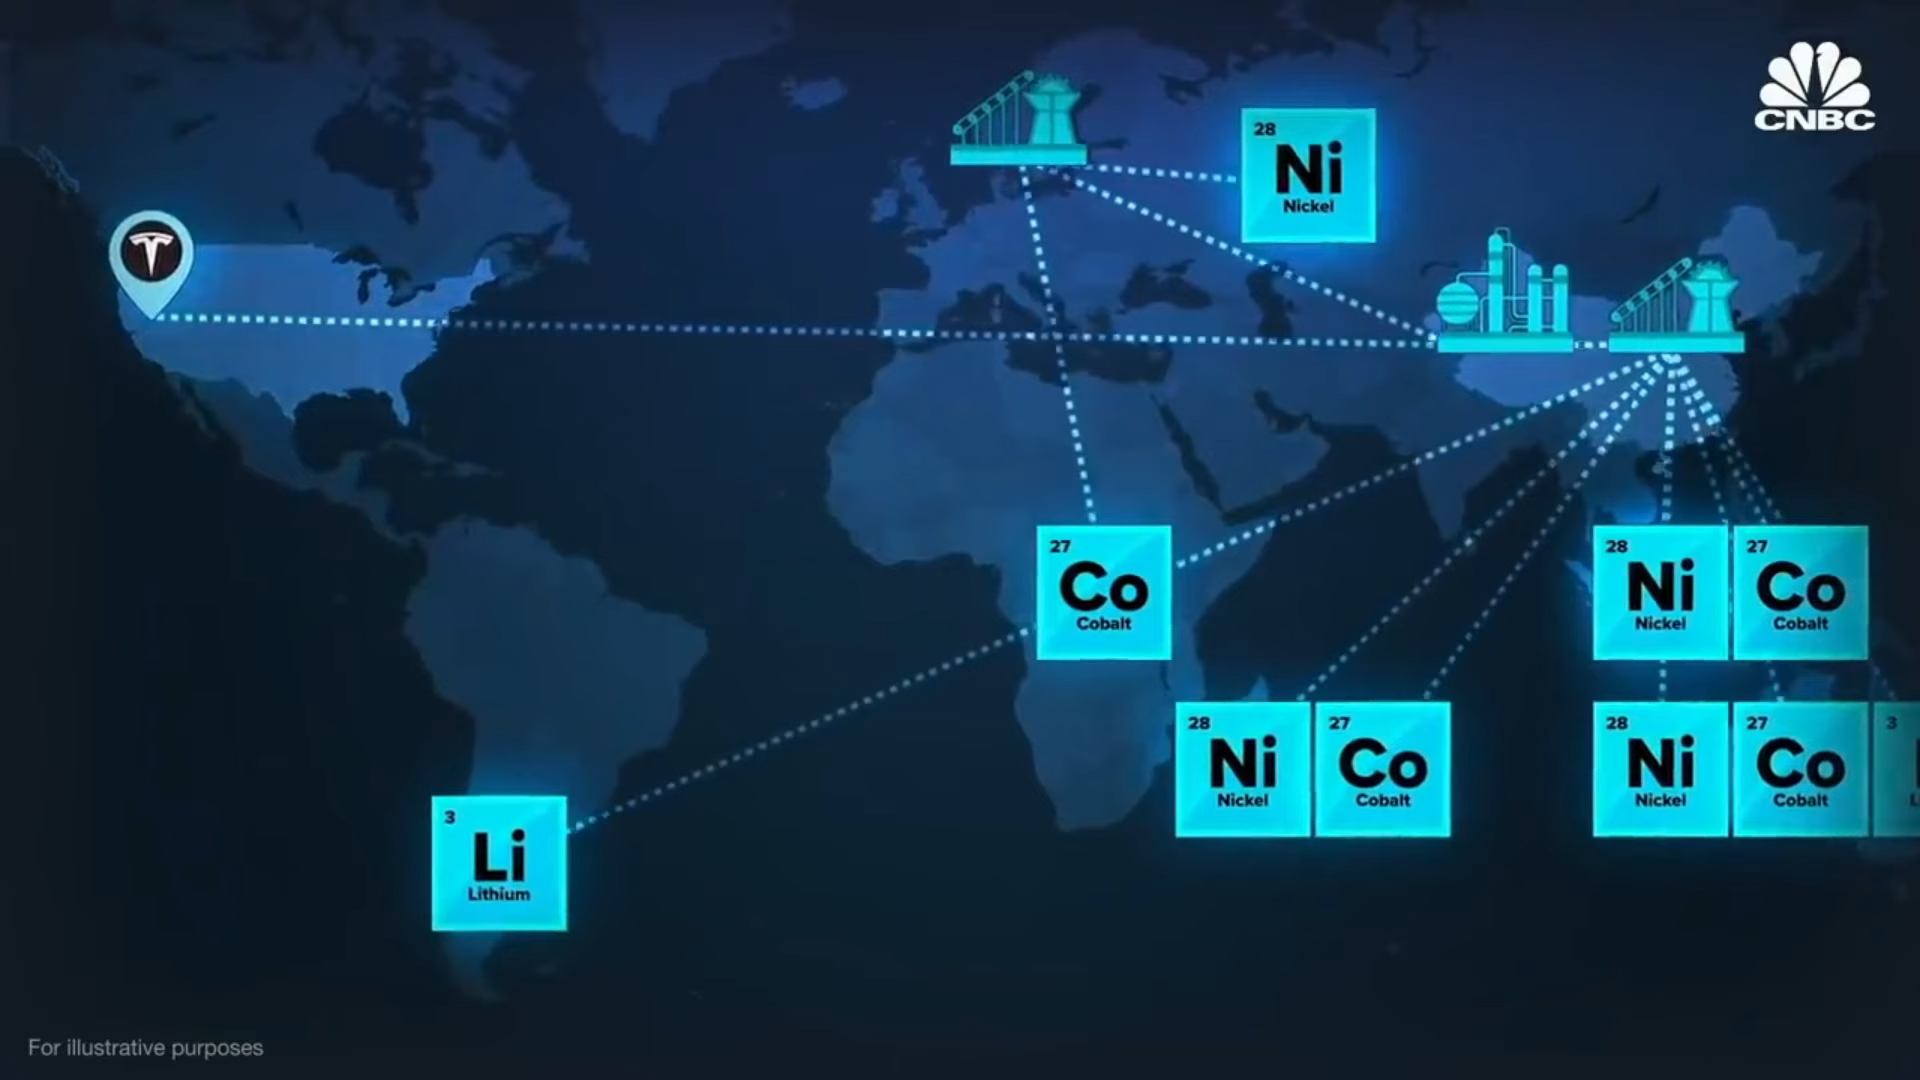 CNBC
28
Ni
Nickel
27
Co
Cobalt
28
Ni
Nickel
27
Co
Cobalt
28
Ni
Nickel
27
Co
Cobalt
28
Ni
Nickel
27
Co
Cobalt
3
3
Li
Lithium
For illustrative purposes